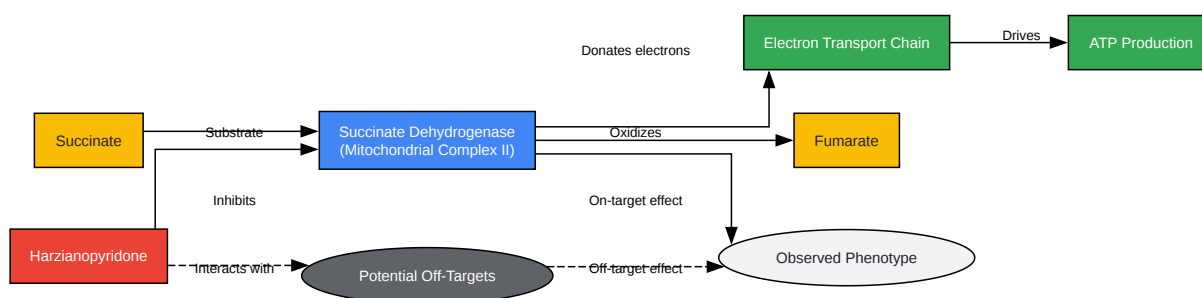 Electron Transport Chain
Drives
ATP Production
Donates electrons
Succinate
Substrate
Succinate Dehydrogenase
(Mitochondrial Complex II)
Oxidizes
Fumarate
Inhibits
On-target effect
Harzianopyridone
Interacts with
Potential Off-Targets
Off-target effect
Observed Phenotype